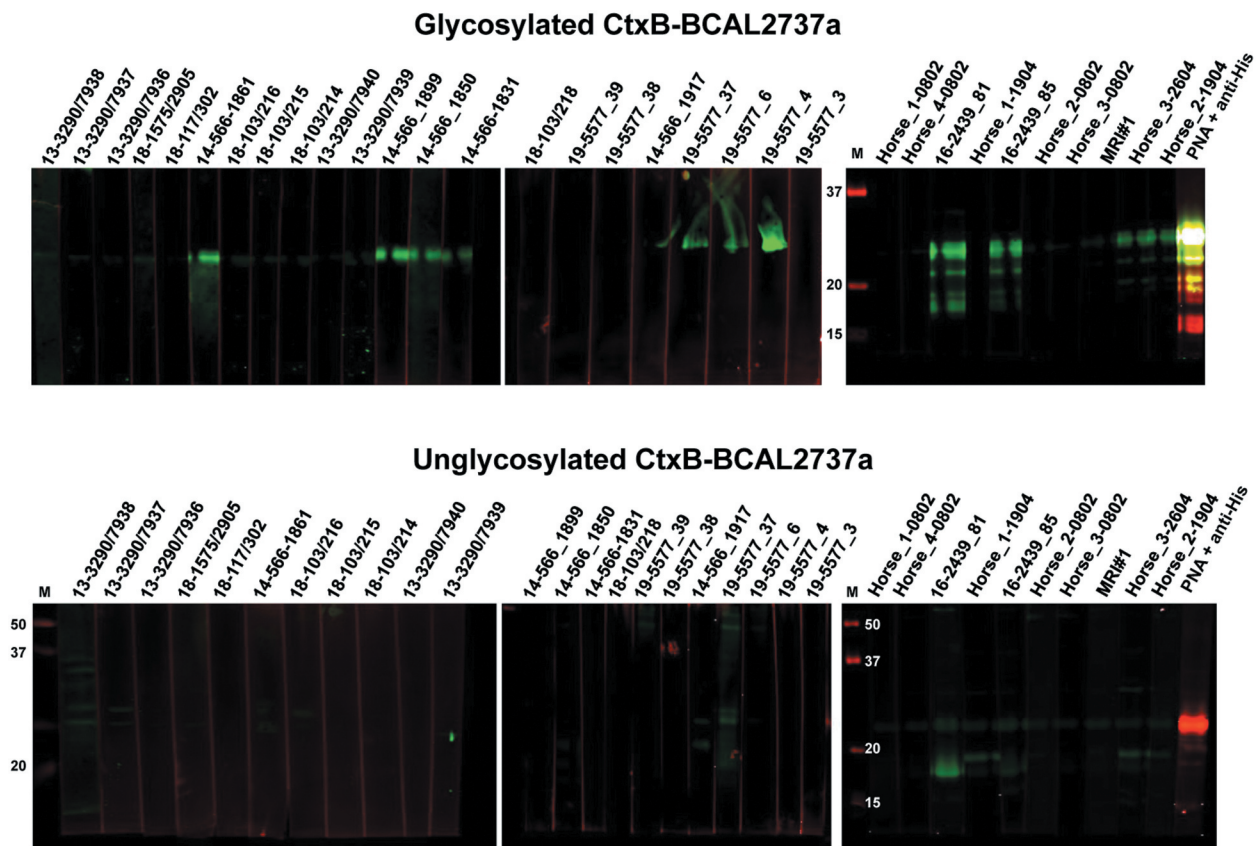 Glycosylated CtxB-BCAL2737a
13-3290/7938
13-3290/7937
13-3290/7936
18-1575/2905
18-117/302
14-566-1861
18-103/216
18-103/215
18-103/214
13-3290/7940
13-3290/7939
14-566_1899
14-566_1850
14-566-1831
18-103/218
19-5577_39
19-5577_38
14-566_1917
19-5577_37
19-5577_6
19-5577_4
19-5577_3
M
Horse_1-0802
Horse_4-0802
16-2439_81
Horse_1-1904
16-2439_85
Horse_2-0802
Horse_3-0802
MRI#1
Horse_3-2604
Horse_2-1904
PNA + anti-His
37
20
15
Unglycosylated CtxB-BCAL2737a
M
13-3290/7938
13-3290/7937
13-3290/7936
18-1575/2905
18-117/302
14-566-1861
18-103/216
18-103/215
18-103/214
13-3290/7940
13-3290/7939
50
37
20
14-566_1899
14-566_1850
14-566-1831
18-103/218
19-5577_39
19-5577_38
14-566_1917
19-5577_37
19-5577_6
19-5577_4
19-5577_3
M
Horse_1-0802
Horse_4-0802
16-2439_81
Horse_1-1904
16-2439_85
Horse_2-0802
Horse_3-0802
MRI#1
Horse_3-2604
Horse_2-1904
PNA + anti-His
50
37
20
15